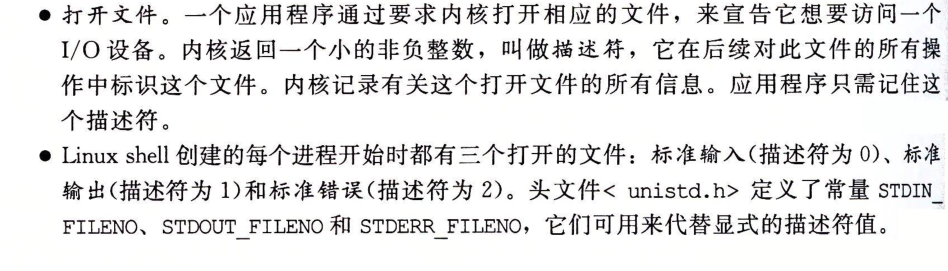 ● 打开文件。一个应用程序通过要求内核打开相应的文件，来宣告它想要访问一个
I/O 设备。内核返回一个小的非负整数，叫做描述符，它在后续对此文件的所有操
作中标识这个文件。内核记录有关这个打开文件的所有信息。应用程序只需记住这
个描述符。
● Linux shell 创建的每个进程开始时都有三个打开的文件：标准输入(描述符为 0)、标准
输出(描述符为 1)和标准错误(描述符为 2)。头文件< unistd.h> 定义了常量 STDIN_
FILENO、STDOUT_FILENO 和 STDERR_FILENO，它们可用来代替显式的描述符值。